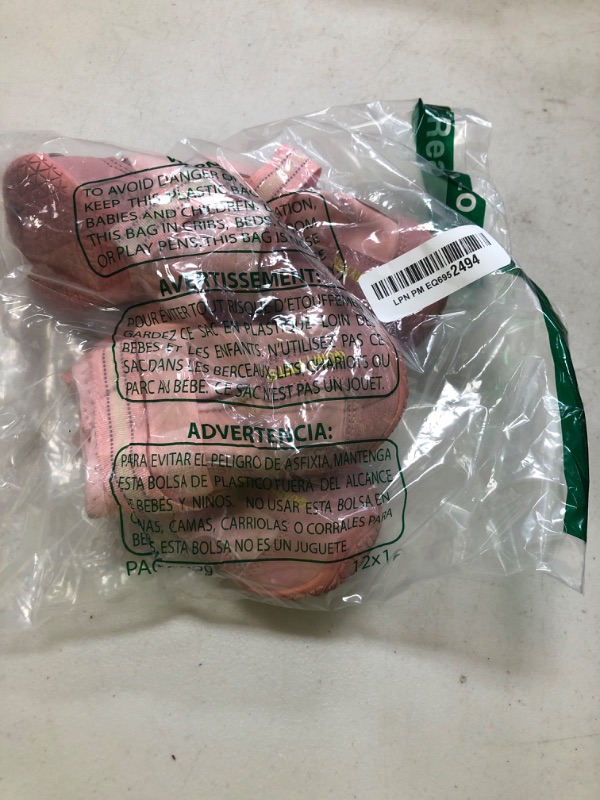 TO AVOID DANGER OF
KEEP THIS PLASTIC BAG
BABIES AND CHILDREN.
THIS BAG IN CRIBS, BEDS,
OR PLAY PENS. THIS BAG IS
AVERTISSEMENT:
POUR EVITER TOUT RISQUE D'ETOUFFEMENT
GARDEZ CE SAC EN PLASTIQUE LOIN DES
BEBES ET LES ENFANTS. N'UTILISEZ PAS CE
SAC DANS LES BERCEAUX, LITS, CHARIOTS OU
PARC AU BEBE. CE SAC N'EST PAS UN JOUET.
ADVERTENCIA:
PARA EVITAR EL PELIGRO DE ASFIXIA, MANTENGA
ESTA BOLSA DE PLASTICO FUERA DEL ALCANCE
DE BEBES Y NINOS. NO USAR ESTA BOLSA EN
CUNAS, CAMAS, CARRIOLAS O CORRALES PARA
BEBES, ESTA BOLSA NO ES UN JUGUETE.
12x1
LPN PM EQ6952494